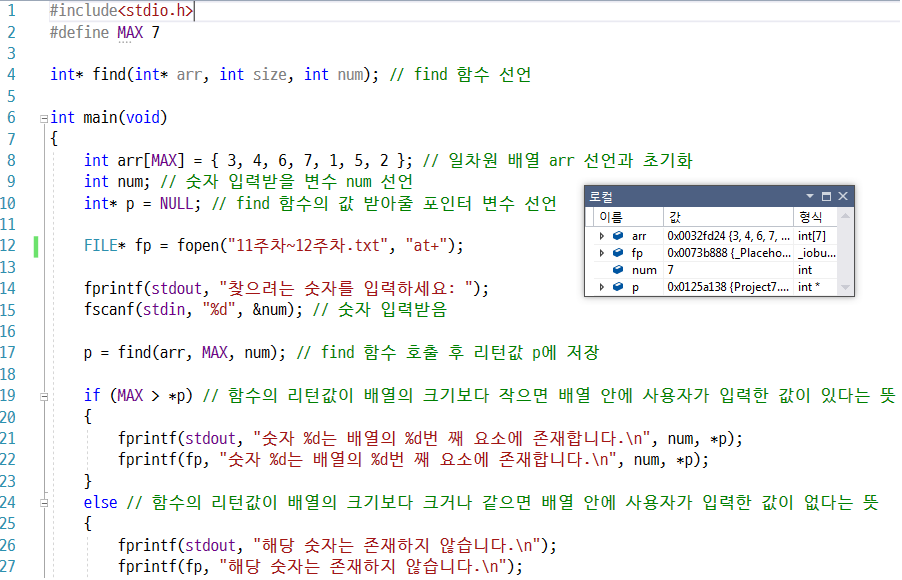 1 #include<stdio.h>
2 #define MAX 7
3
4 int* find(int* arr, int size, int num); // find 함수 선언
5
6 int main(void)
7 {
8 int arr[MAX] = { 3, 4, 6, 7, 1, 5, 2 }; // 일차원 배열 arr 선언과 초기화
9 int num; // 숫자 입력받을 변수 num 선언
10 int* p = NULL; // find 함수의 값 받아줄 포인터 변수 선언
11
12 FILE* fp = fopen("11주차~12주차.txt", "at+");
13
14 fprintf(stdout, "찾으려는 숫자를 입력하세요: ");
15 fscanf(stdin, "%d", &num); // 숫자 입력받음
16
17 p = find(arr, MAX, num); // find 함수 호출 후 리턴값 p에 저장
18
19 if (MAX > *p) // 함수의 리턴값이 배열의 크기보다 작으면 배열 안에 사용자가 입력한 값이 있다는 뜻
20 {
21 fprintf(stdout, "숫자 %d는 배열의 %d번 째 요소에 존재합니다.\n", num, *p);
22 fprintf(fp, "숫자 %d는 배열의 %d번 째 요소에 존재합니다.\n", num, *p);
23 }
24 else // 함수의 리턴값이 배열의 크기보다 크거나 같으면 배열 안에 사용자가 입력한 값이 없다는 뜻
25 {
26 fprintf(stdout, "해당 숫자는 존재하지 않습니다.\n");
27 fprintf(fp, "해당 숫자는 존재하지 않습니다.\n");
로컬
이름 값 형식
arr 0x0032fd24 {3, 4, 6, 7, ... int[7]
fp 0x0073b888 {_Placeho... _iobu...
num 7 int
p 0x0125a138 {Project7.... int *